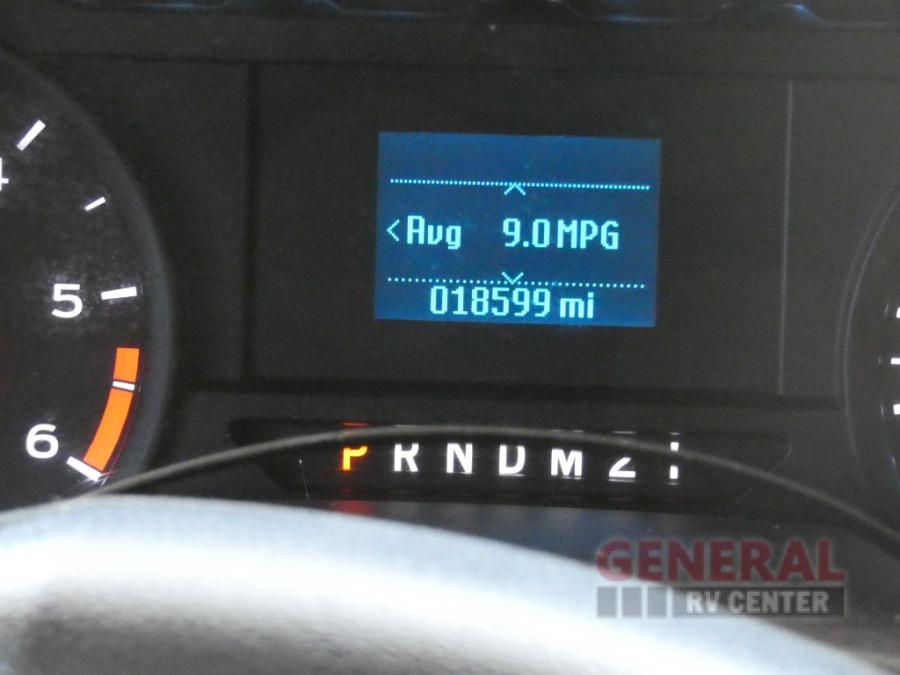 4
< Avg 9.0 MPG
5
018599 mi
6
P R N D M 2 1
GENERAL
RV CENTER